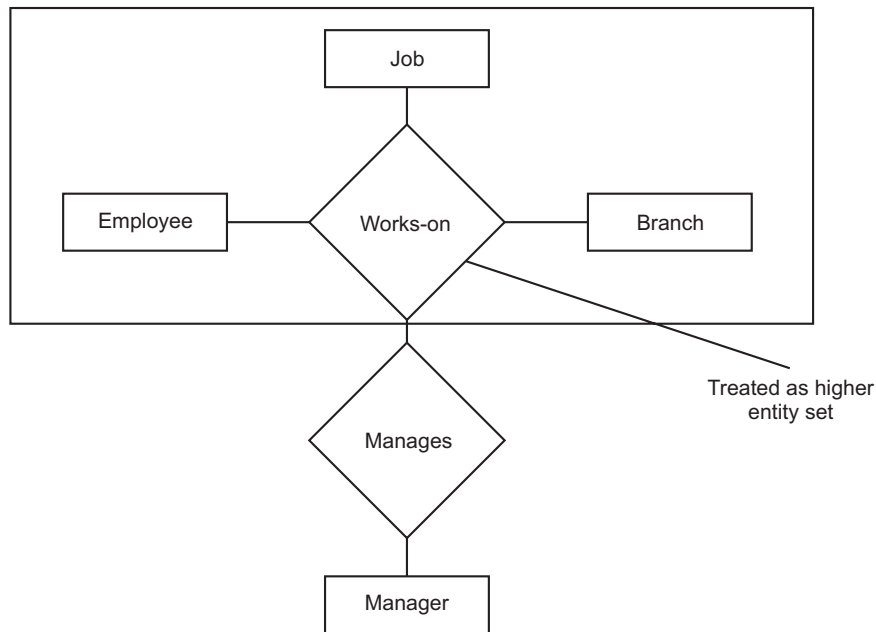 Job
Employee
Works-on
Branch
Treated as higher
entity set
Manages
Manager